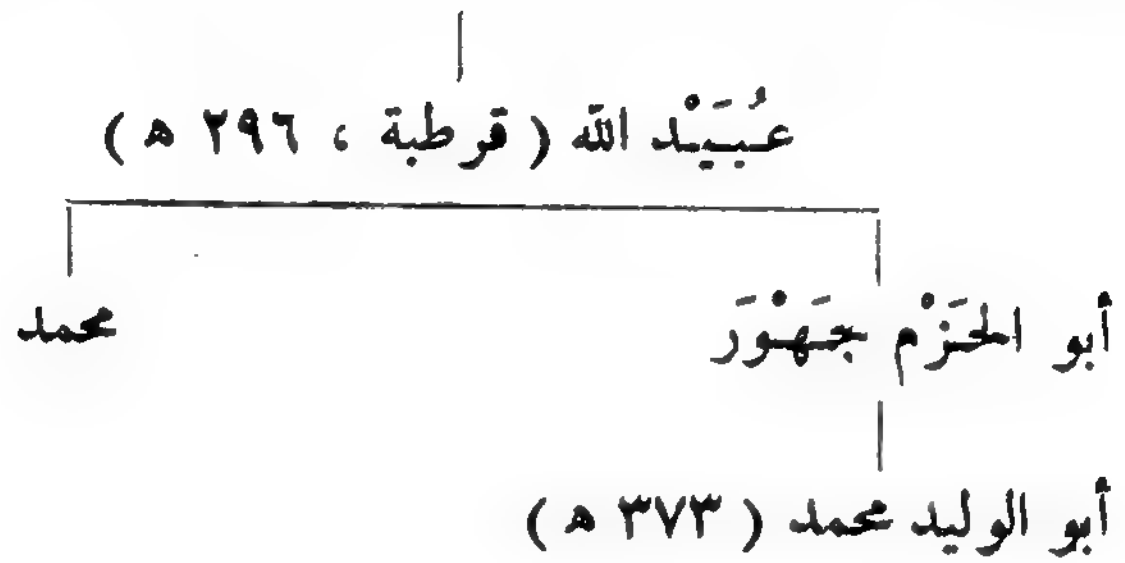 عُبَيْد الله ( قرطبة ، ٢٩٦ ه )
أبو الحَزْم جَهْوَر
محمد
أبو الوليد محمد ( ٣٧٣ ه )